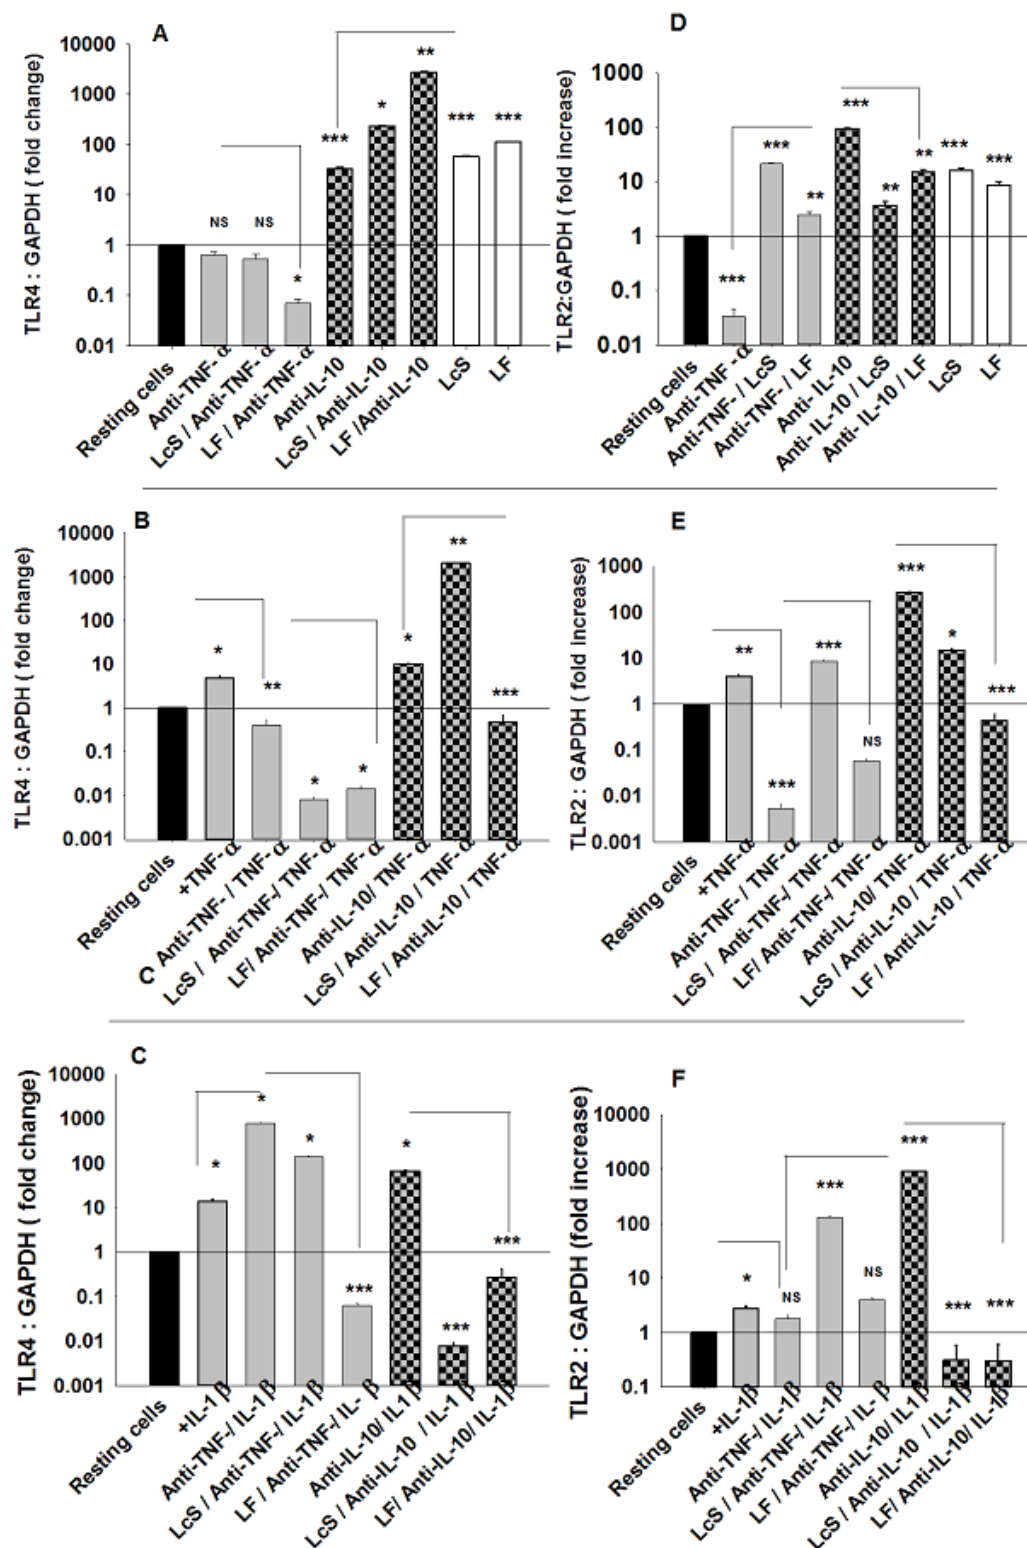 A
TLR4 : GAPDH ( fold change)
10000
1000
100
10
1
0.1
0.01
NS
NS
*
***
*
**
***
***
Resting cells
Anti-TNF- α
LcS / Anti-TNF- α
LF / Anti-TNF- α
Anti-IL-10
LcS / Anti-IL-10
LF /Anti-IL-10
LcS
LF
D
TLR2:GAPDH ( fold increase)
1000
100
10
1
0.1
0.01
***
***
**
***
**
**
***
***
Resting cells
Anti-TNF- α
Anti-TNF- / LcS
Anti-TNF- / LF
Anti- IL-10
Anti- IL-10 / LcS
Anti- IL-10 / LF
LcS
LF
B
TLR4 : GAPDH ( fold change)
10000
1000
100
10
1
0.1
0.01
0.001
*
**
*
*
*
**
***
Resting cells
+TNF- α
Anti-TNF- / TNF- α
LcS / Anti-TNF-/ TNF- α
LF/ Anti-TNF-/ TNF- α
Anti-IL-10/ TNF- α
LcS / Anti-IL-10 / TNF- α
LF / Anti-IL-10 / TNF- α
E
TLR2 : GAPDH ( fold increase)
1000
100
10
1
0.1
0.01
0.001
**
***
***
NS
***
*
***
Resting cells
+TNF- α
Anti-TNF- / TNF- α
LcS / Anti-TNF-/ TNF- α
LF/ Anti-TNF-/ TNF- α
Anti-IL-10/ TNF- α
LcS / Anti-IL-10 / TNF- α
LF / Anti-IL-10 / TNF- α
C
C
TLR4 : GAPDH ( fold change)
10000
1000
100
10
1
0.1
0.01
0.001
*
*
*
***
*
***
***
Resting cells
+IL-1 β
Anti-TNF-/ IL-1 β
LcS / Anti-TNF-/ IL-1 β
LF / Anti-TNF-/ IL- β
Anti-IL-10/ IL1 β
LcS / Anti-IL-10 / IL-1 β
LF/ Anti-IL-10/ IL-1 β
F
TLR2 : GAPDH (fold increase)
10000
1000
100
10
1
0.1
*
NS
***
NS
***
***
***
Resting cells
+IL-1β
Anti-TNF-/ IL-1β
LcS / Anti-TNF-/ IL-1β
LF / Anti-TNF-/ IL- β
Anti-IL-10/ IL1β
LcS / Anti-IL-10 / IL-1β
LF/ Anti-IL-10/ IL-1β